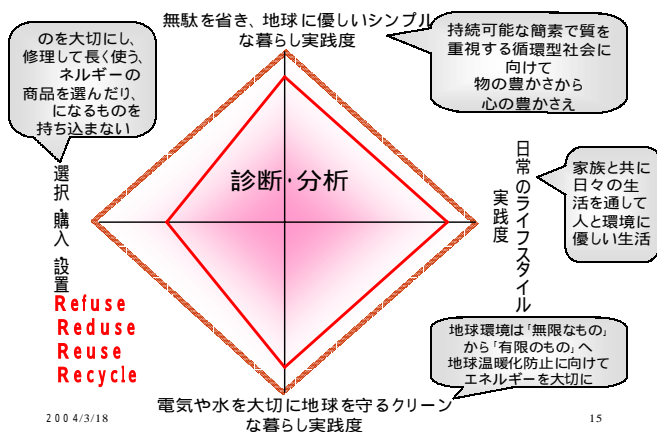 無駄を省き、地球に優しいシンプル
な暮らし実践度
のを大切にし、
修理して長く使う、
ネルギーの
商品を選んだり、
になるものを
持ち込まない
持続可能な簡素で質を
重視する循環型社会に
向けて
物の豊かさから
心の豊かさえ
診断・分析
選択・購入 設置
Refuse
Reduse
Reuse
Recycle
日常のライフスタイル
実践度
家族と共に
日々の生
活を通して
人と環境に
優しい生活
地球環境は「無限なもの」
から「有限のもの」へ
地球温暖化防止に向けて
エネルギーを大切に
電気や水を大切に地球を守るクリーン
な暮らし実践度
2004/3/18
15